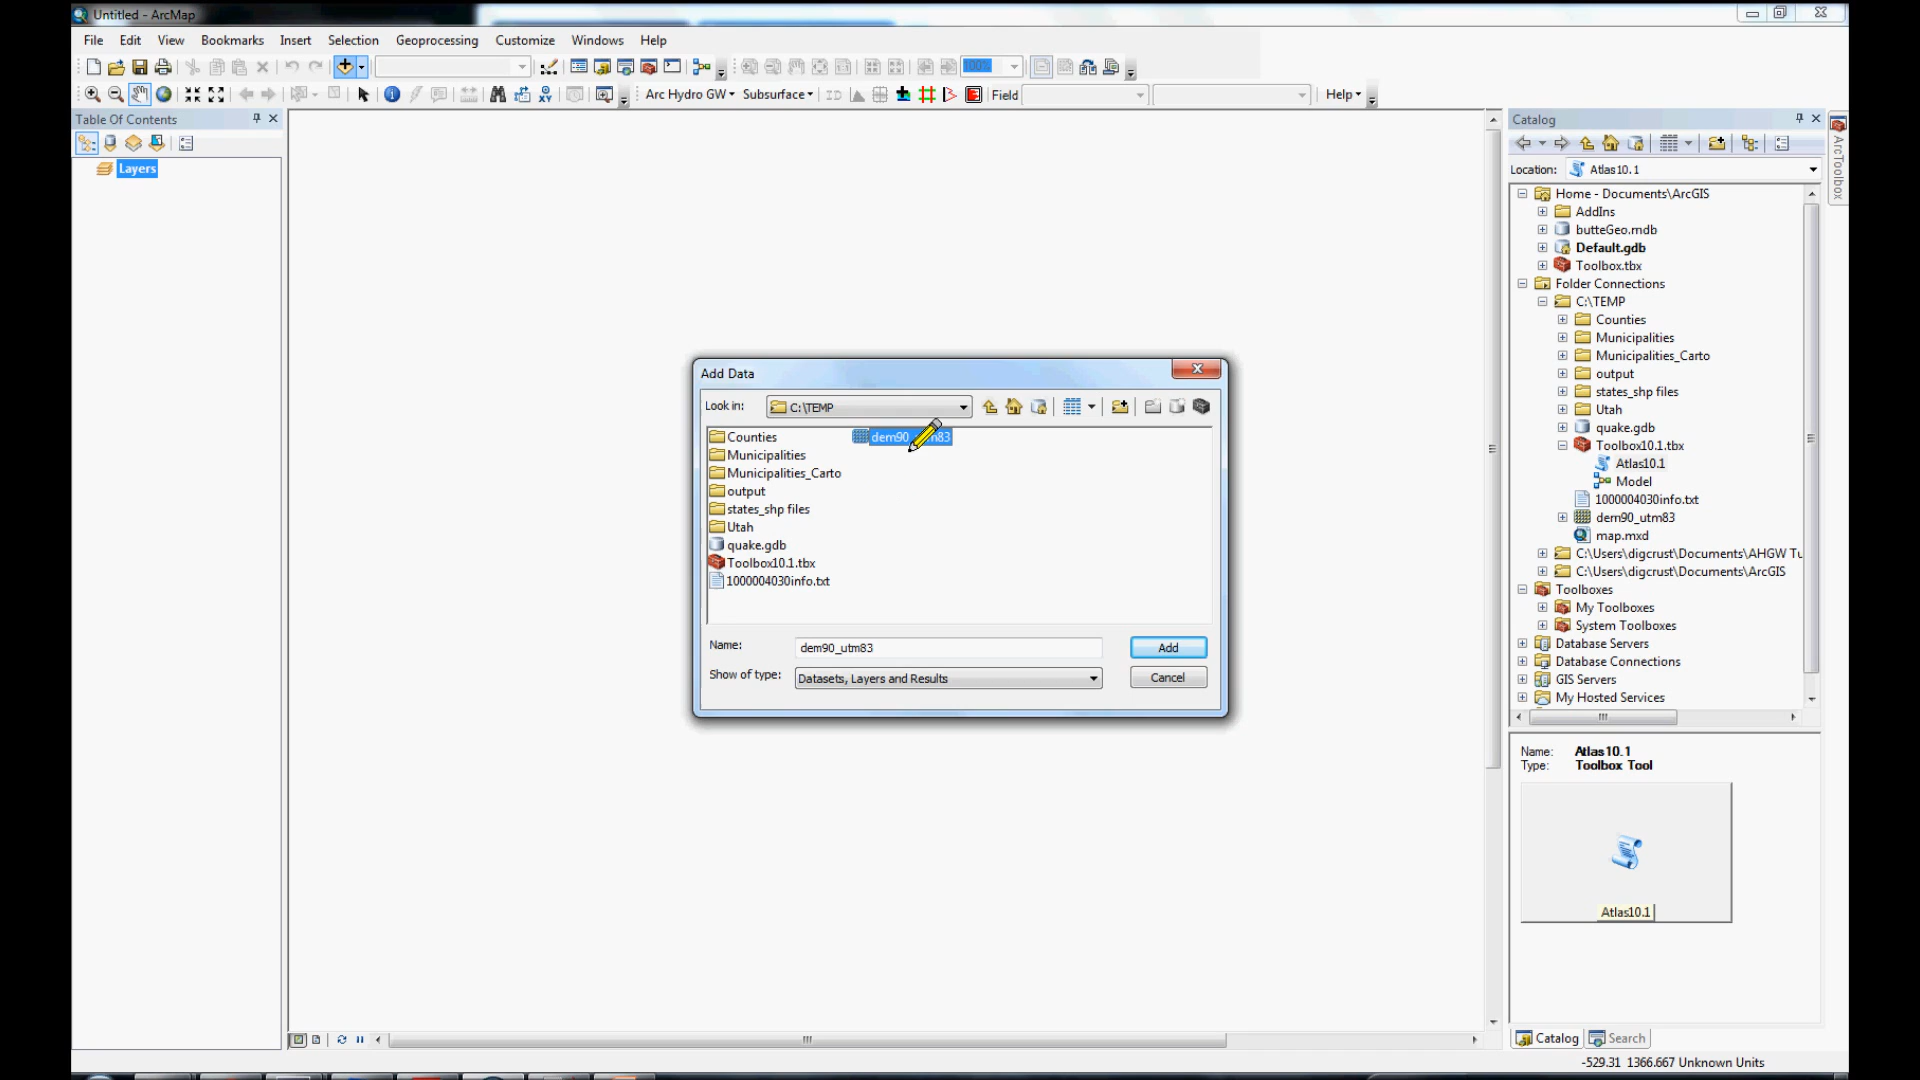 Untitled - ArcMap
File Edit View Bookmarks Insert Selection Geoprocessing Customize Windows Help
100%
Arc Hydro GW Subsurface ID Field Help
Table Of Contents
Layers
Add Data
Look in: C:\TEMP
Counties
Municipalities
Municipalities_Carto
output
states_shp files
Utah
quake.gdb
Toolbox10.1.tbx
1000004030info.txt
dem90_utm83
Name: dem90_utm83 Add
Show of type: Datasets, Layers and Results Cancel
Catalog
Location: Atlas10.1
Home - Documents\ArcGIS
AddIns
butteGeo.mdb
Default.gdb
Toolbox.tbx
Folder Connections
C:\TEMP
Counties
Municipalities
Municipalities_Carto
output
states_shp files
Utah
quake.gdb
Toolbox10.1.tbx
Atlas10.1
Model
1000004030info.txt
dem90_utm83
map.mxd
C:\Users\digcrust\Documents\AHGW Tu
C:\Users\digcrust\Documents\ArcGIS
Toolboxes
My Toolboxes
System Toolboxes
Database Servers
Database Connections
GIS Servers
My Hosted Services
Name: Atlas10.1
Type: Toolbox Tool
Atlas10.1
Catalog Search
-529.31 1366.667 Unknown Units
ArcToolbox